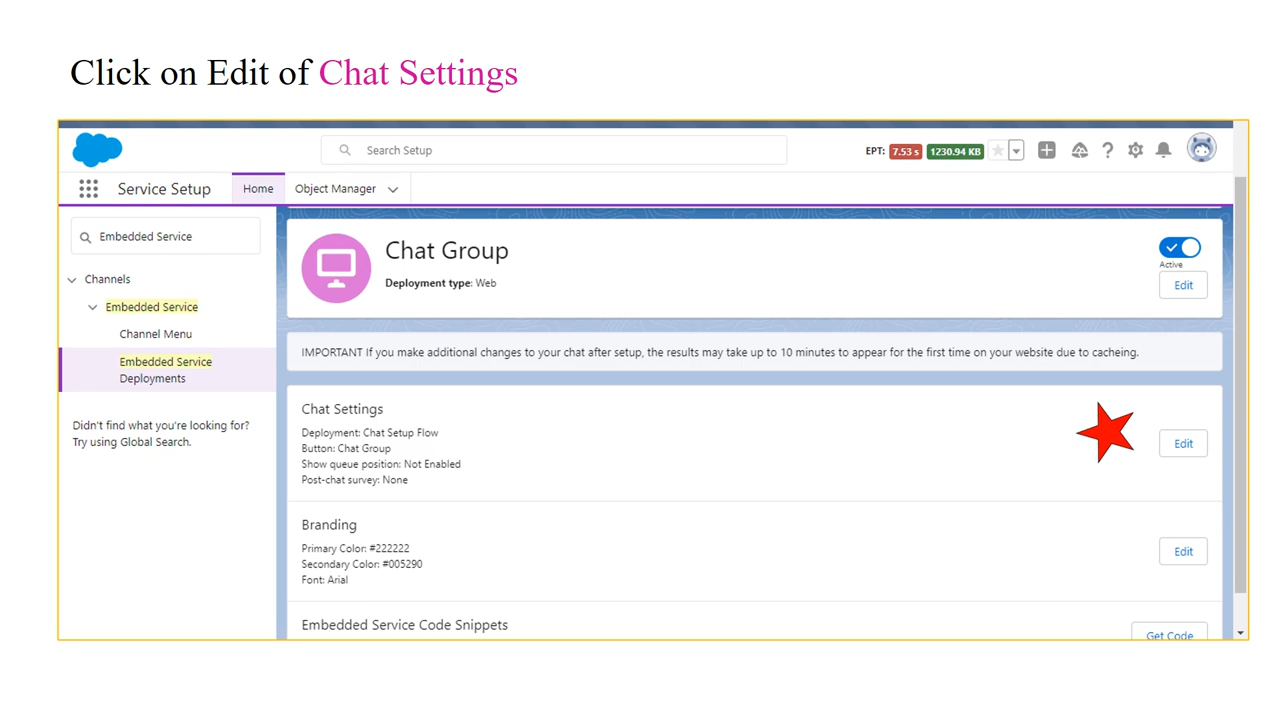 Click on Edit of Chat Settings
Search Setup
EPT: 7.53 s 1230.94 KB
Service Setup
Home
Object Manager
Embedded Service
Channels
Embedded Service
Channel Menu
Embedded Service
Deployments
Didn't find what you're looking for?
Try using Global Search.
Chat Group
Deployment type: Web
Active
Edit
IMPORTANT If you make additional changes to your chat after setup, the results may take up to 10 minutes to appear for the first time on your website due to cacheing.
Chat Settings
Deployment: Chat Setup Flow
Button: Chat Group
Show queue position: Not Enabled
Post-chat survey: None
Edit
Branding
Primary Color: #222222
Secondary Color: #005290
Font: Arial
Edit
Embedded Service Code Snippets
Get Code